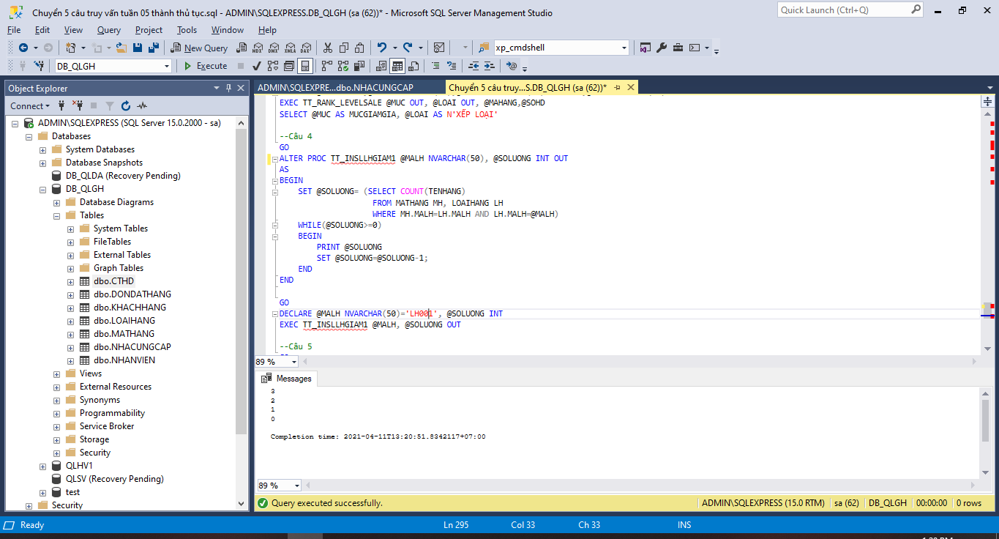 Chuyển 5 câu truy vấn tuần 05 thành thủ tục.sql - ADMIN\SQLEXPRESS.DB_QLGH (sa (62))* - Microsoft SQL Server Management Studio
Quick Launch (Ctrl+Q)
File Edit View Query Project Tools Window Help
New Query MDX DMX XMLA DAX xp_cmdshell
DB_QLGH Execute
Object Explorer
Connect
ADMIN\SQLEXPRESS (SQL Server 15.0.2000 - sa)
Databases
System Databases
Database Snapshots
DB_QLDA (Recovery Pending)
DB_QLGH
Database Diagrams
Tables
System Tables
FileTables
External Tables
Graph Tables
dbo.CTHD
dbo.DONDATHANG
dbo.KHACHHANG
dbo.LOAIHANG
dbo.MATHANG
dbo.NHACUNGCAP
dbo.NHANVIEN
Views
External Resources
Synonyms
Programmability
Service Broker
Storage
Security
QLHV1
QLSV (Recovery Pending)
test
Security
ADMIN\SQLEXPRE...dbo.NHACUNGCAP
Chuyển 5 câu truy...S.DB_QLGH (sa (62))*
EXEC TT_RANK_LEVELSALE @MUC OUT, @LOAI OUT, @MAHANG,@SOHD
SELECT @MUC AS MUCGIAMGIA, @LOAI AS N'XẾP LOẠI'
--Câu 4
GO
ALTER PROC TT_INSLLHGIAM1 @MALH NVARCHAR(50), @SOLUONG INT OUT
AS
BEGIN
SET @SOLUONG= (SELECT COUNT(TENHANG)
FROM MATHANG MH, LOAIHANG LH
WHERE MH.MALH=LH.MALH AND LH.MALH=@MALH)
WHILE(@SOLUONG>=0)
BEGIN
PRINT @SOLUONG
SET @SOLUONG=@SOLUONG-1;
END
END
GO
DECLARE @MALH NVARCHAR(50)='LH001', @SOLUONG INT
EXEC TT_INSLLHGIAM1 @MALH, @SOLUONG OUT
--Câu 5
89 %
Messages
3
2
1
0
Completion time: 2021-04-11T13:20:51.8342117+07:00
89 %
Query executed successfully. ADMIN\SQLEXPRESS (15.0 RTM) sa (62) DB_QLGH 00:00:00 0 rows
Ready Ln 295 Col 33 Ch 33 INS